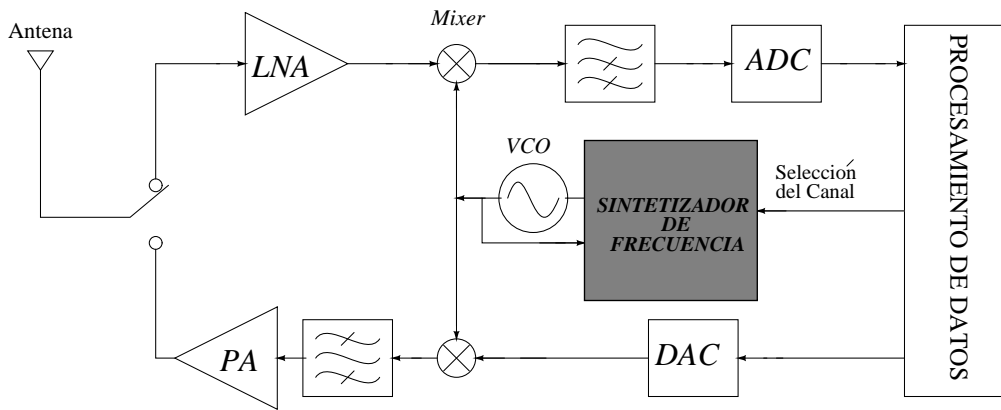 Antena
Mixer
LNA
ADC
VCO
SINTETIZADOR
DE
FRECUENCIA
Selección
del Canal
PROCESAMIENTO DE DATOS
PA
DAC